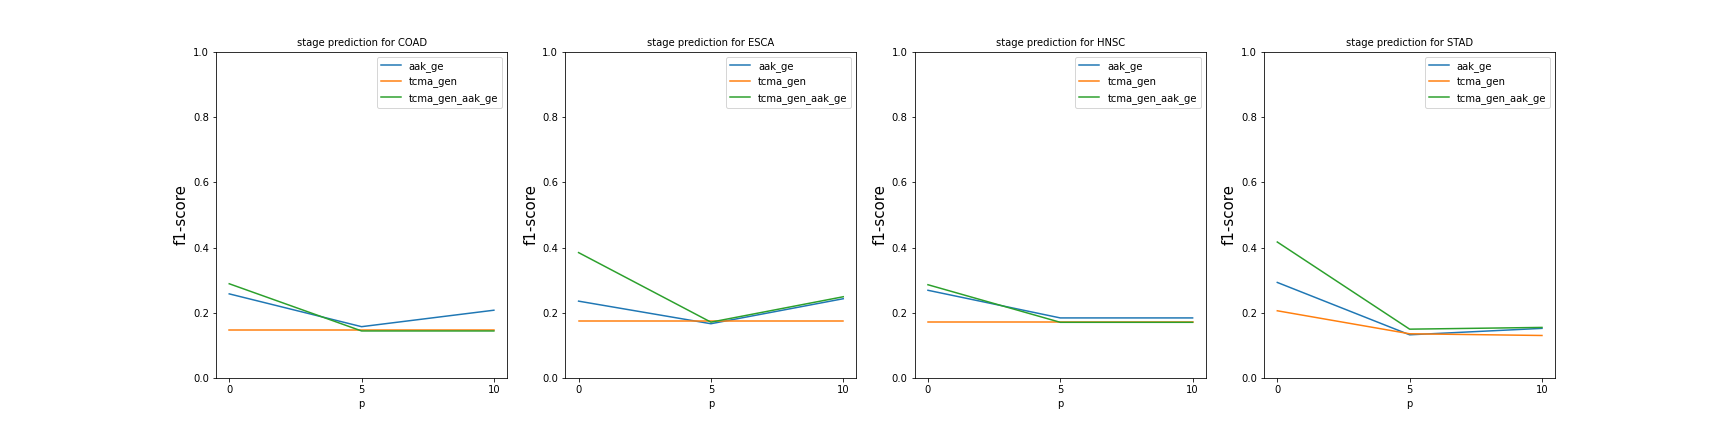 stage prediction for COAD
1.0
0.8
0.6
0.4
0.2
0.0
f1-score
aak_ge
tcma_gen
tcma_gen_aak_ge
0 5 10
p
stage prediction for ESCA
1.0
0.8
0.6
0.4
0.2
0.0
f1-score
aak_ge
tcma_gen
tcma_gen_aak_ge
0 5 10
p
stage prediction for HNSC
1.0
0.8
0.6
0.4
0.2
0.0
f1-score
aak_ge
tcma_gen
tcma_gen_aak_ge
0 5 10
p
stage prediction for STAD
1.0
0.8
0.6
0.4
0.2
0.0
f1-score
aak_ge
tcma_gen
tcma_gen_aak_ge
0 5 10
p